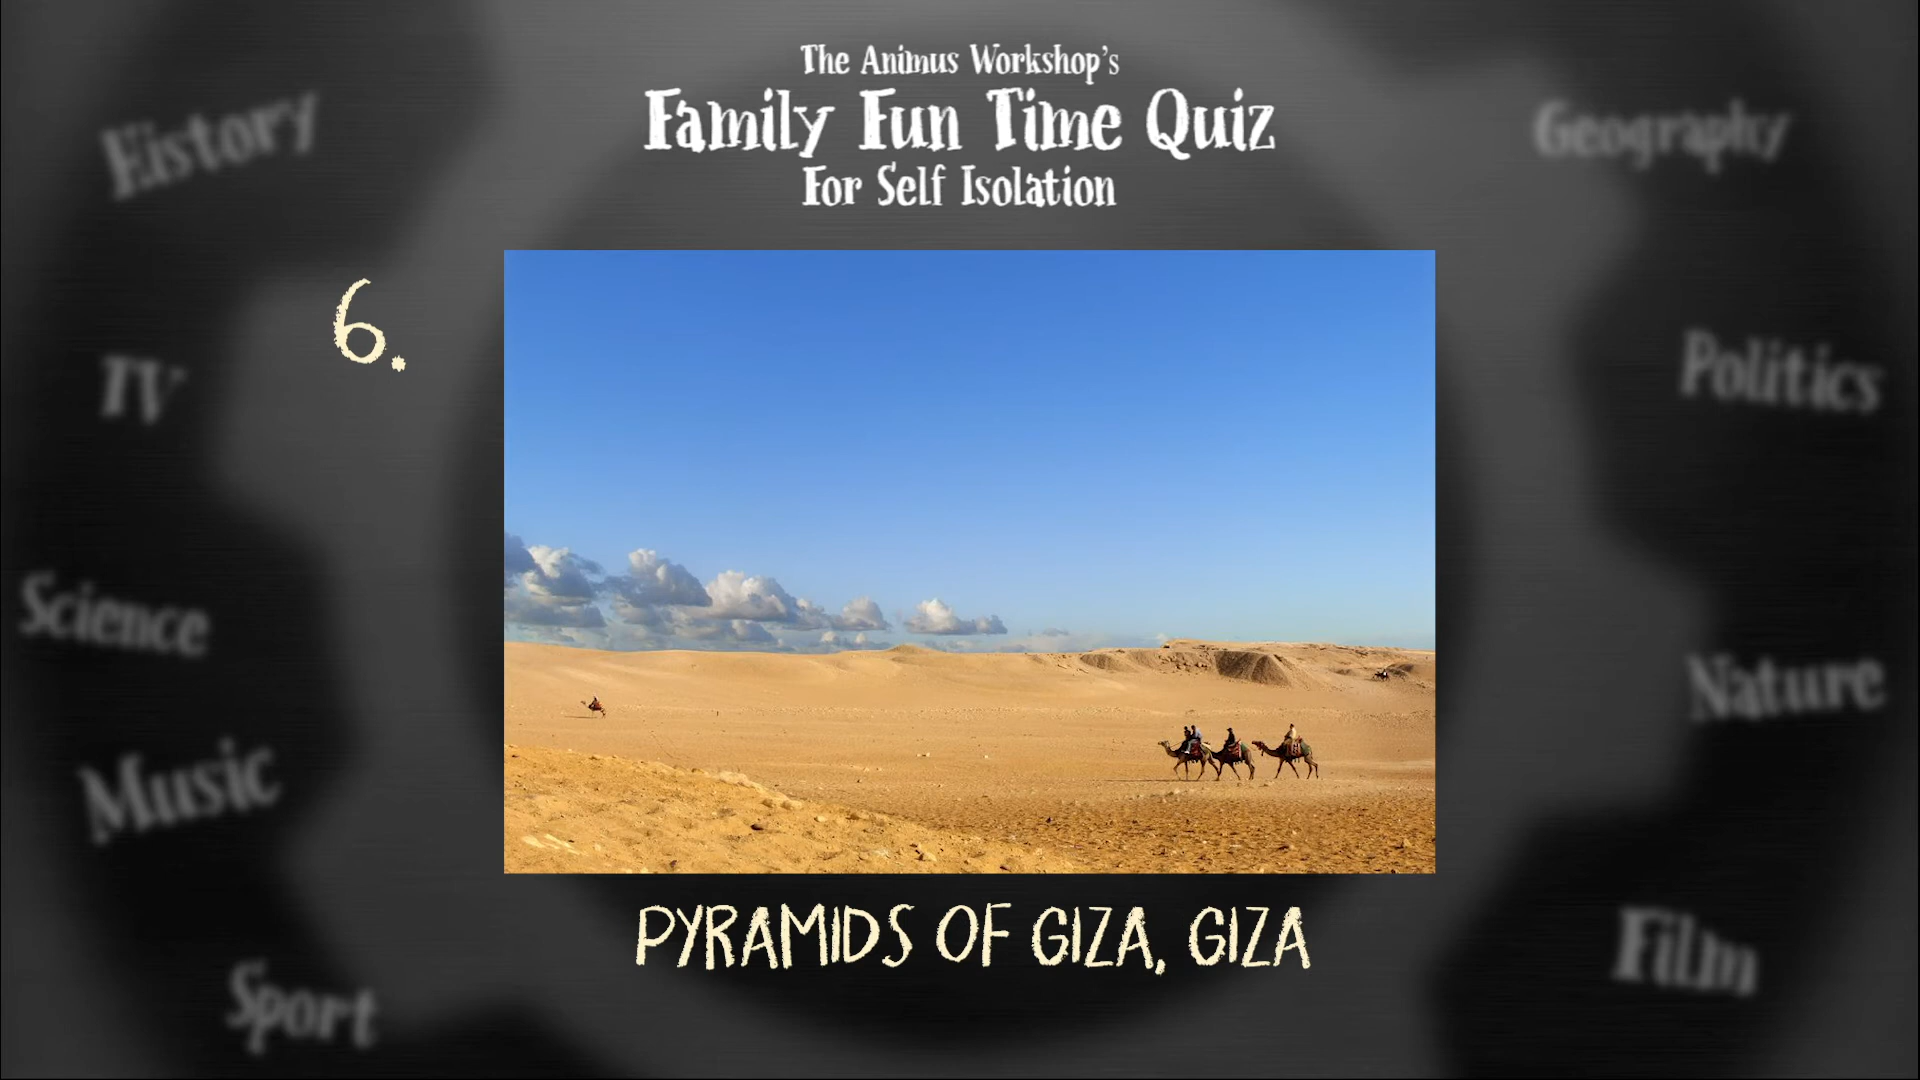 The Animus Workshop's
Family Fun Time Quiz
For Self Isolation
History
Geography
6.
TV
Politics
Science
Nature
Music
PYRAMIDS OF GIZA, GIZA
Film
Sport